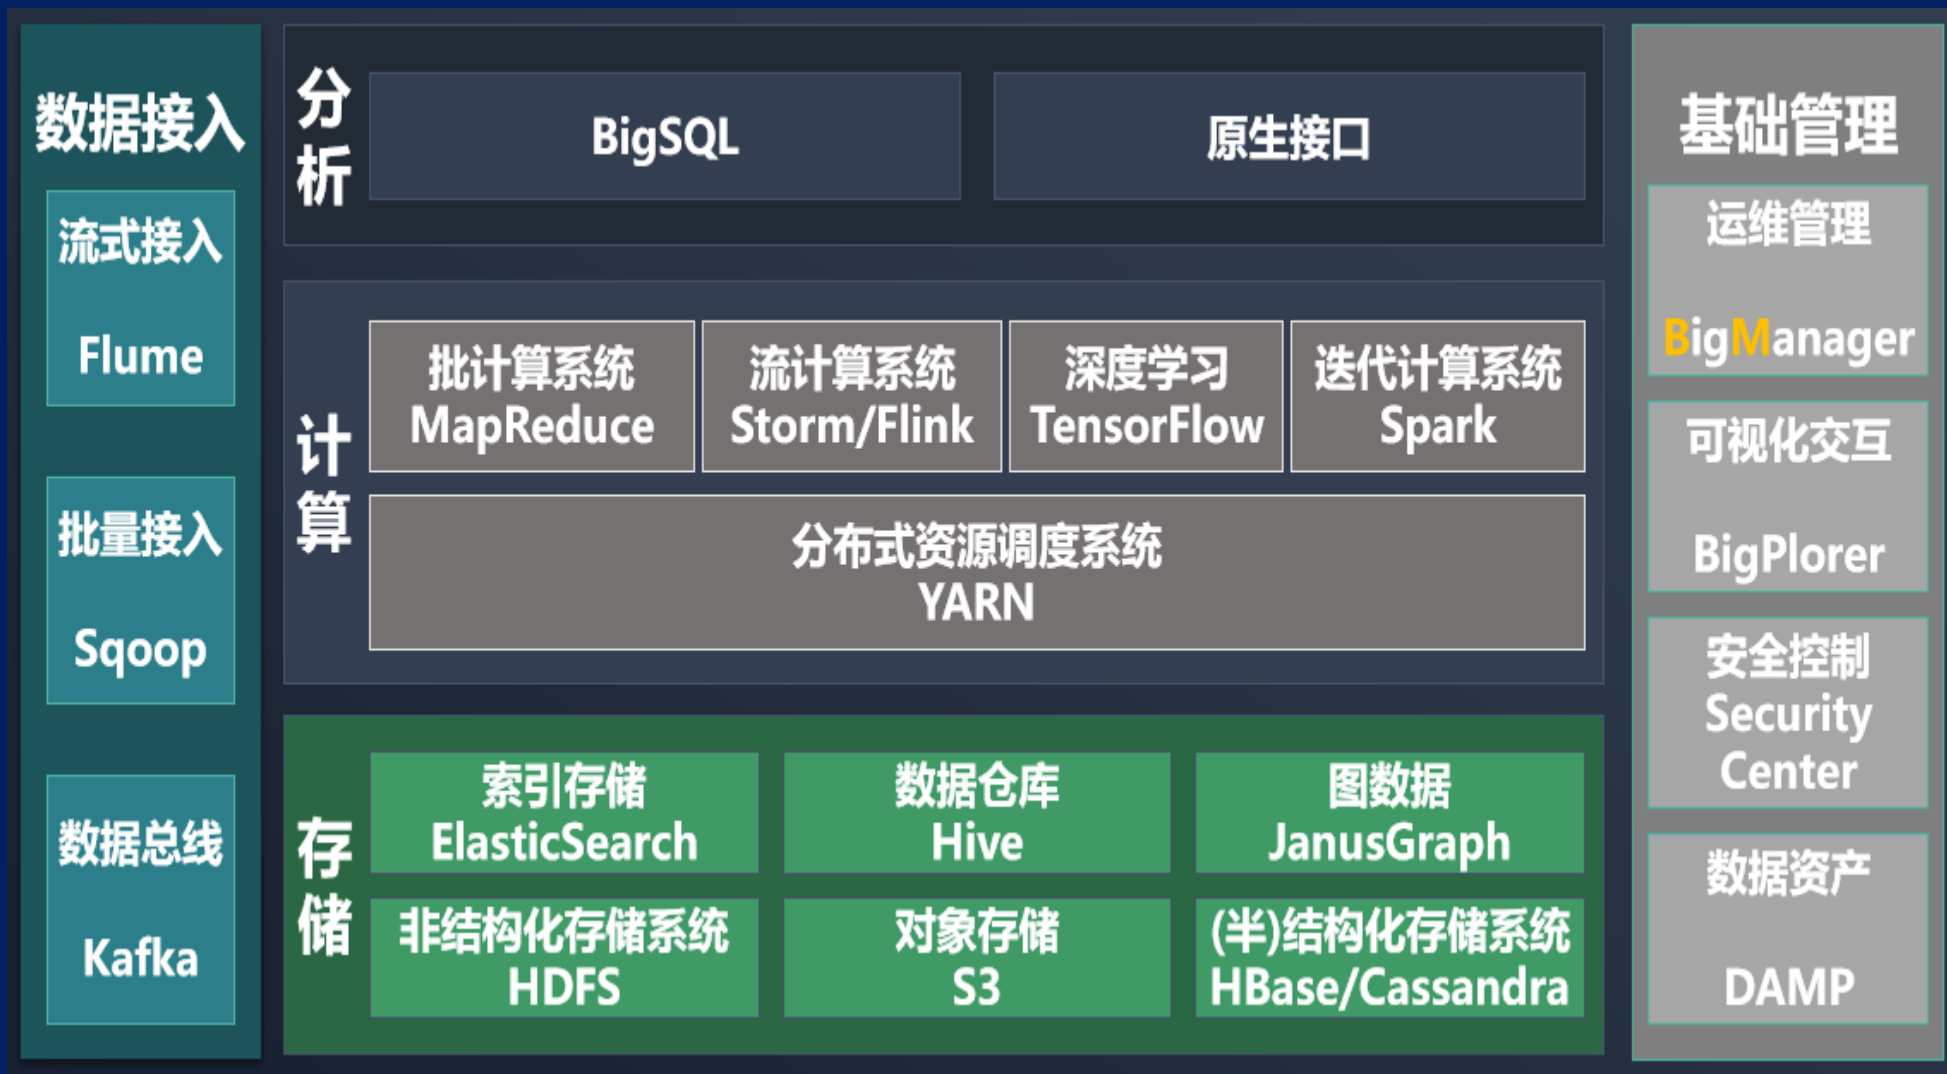 数据接入
流式接入
Flume
批量接入
Sqoop
数据总线
Kafka
分析
BigSQL
原生接口
计算
批计算系统
MapReduce
流计算系统
Storm/Flink
深度学习
TensorFlow
迭代计算系统
Spark
分布式资源调度系统
YARN
存储
索引存储
ElasticSearch
数据仓库
Hive
图数据
JanusGraph
非结构化存储系统
HDFS
对象存储
S3
(半)结构化存储系统
HBase/Cassandra
基础管理
运维管理
BigManager
可视化交互
BigPlorer
安全控制
Security
Center
数据资产
DAMP